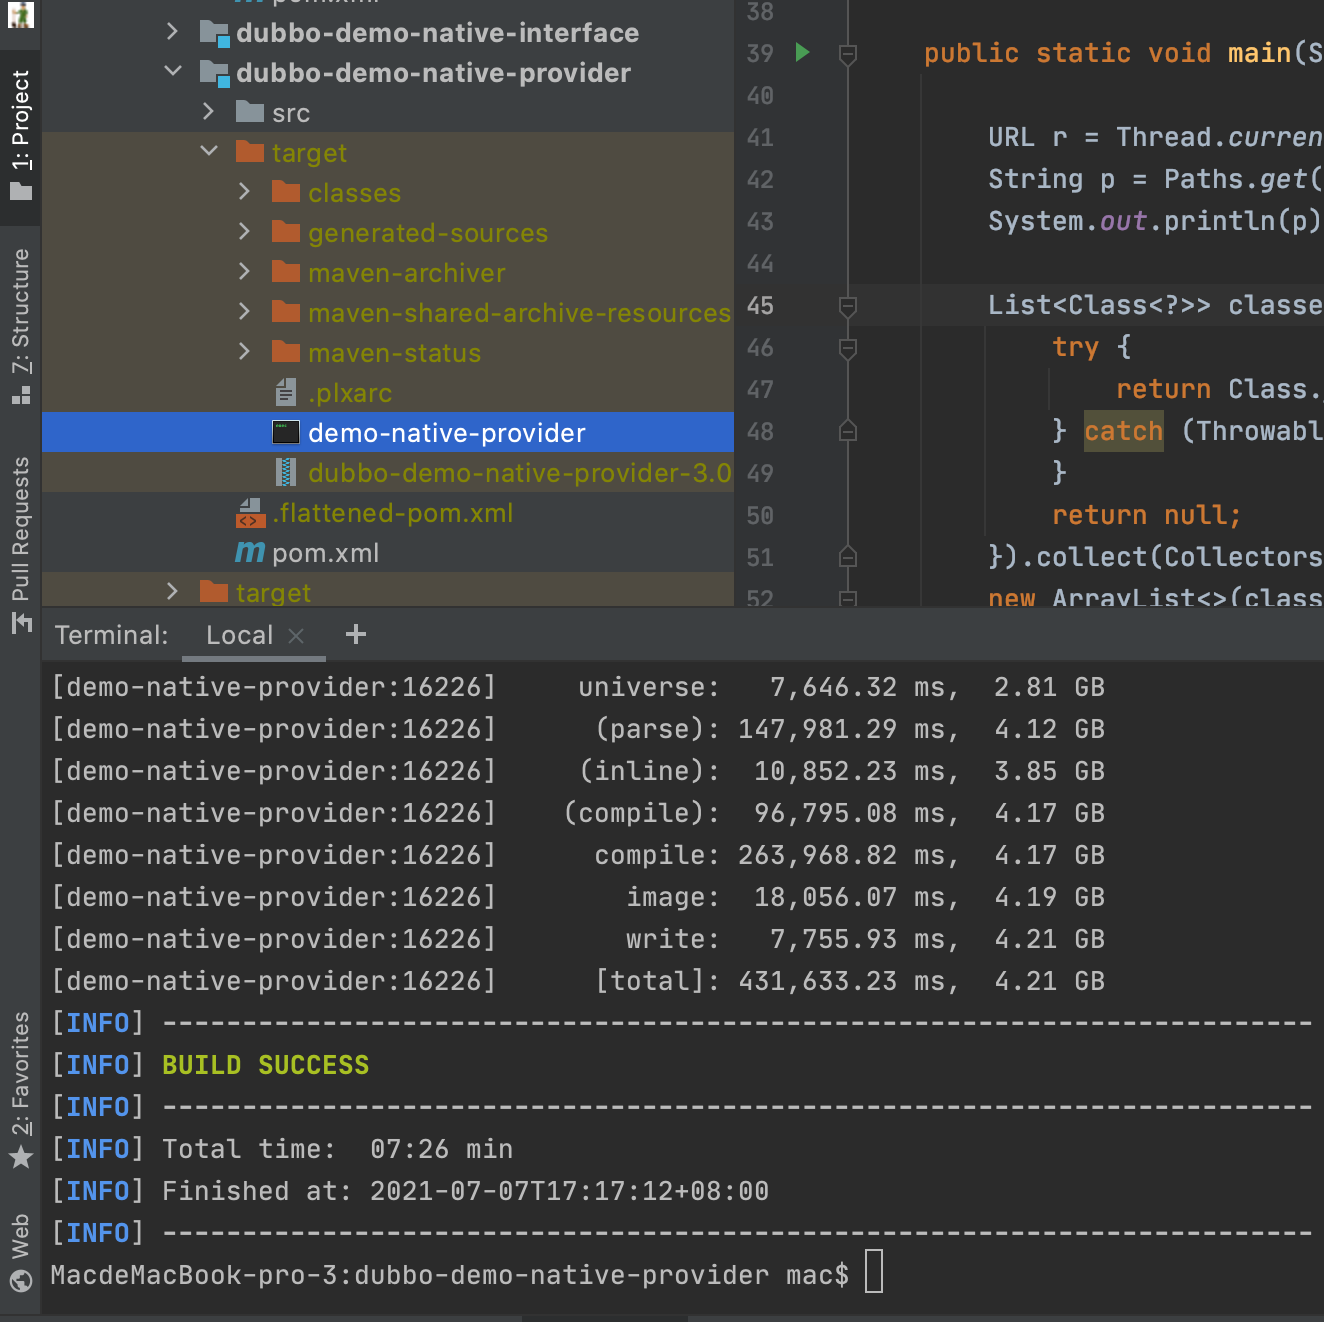 pom.xml
dubbo-demo-native-interface
dubbo-demo-native-provider
src
target
classes
generated-sources
maven-archiver
maven-shared-archive-resources
maven-status
.plxarc
demo-native-provider
dubbo-demo-native-provider-3.0
.flattened-pom.xml
pom.xml
target
1: Project
7: Structure
Pull Requests
2: Favorites
Web
38
39 public static void main(S
40
41 URL r = Thread.curren
42 String p = Paths.get(
43 System.out.println(p)
44
45 List<Class<?>> classe
46 try {
47 return Class.
48 } catch (Throwabl
49 }
50 return null;
51 }).collect(Collectors
52 new ArrayList<>(class
Terminal: Local +
[demo-native-provider:16226] universe: 7,646.32 ms, 2.81 GB
[demo-native-provider:16226] (parse): 147,981.29 ms, 4.12 GB
[demo-native-provider:16226] (inline): 10,852.23 ms, 3.85 GB
[demo-native-provider:16226] (compile): 96,795.08 ms, 4.17 GB
[demo-native-provider:16226] compile: 263,968.82 ms, 4.17 GB
[demo-native-provider:16226] image: 18,056.07 ms, 4.19 GB
[demo-native-provider:16226] write: 7,755.93 ms, 4.21 GB
[demo-native-provider:16226] [total]: 431,633.23 ms, 4.21 GB
[INFO] ------------------------------------------------------------------------
[INFO] BUILD SUCCESS
[INFO] ------------------------------------------------------------------------
[INFO] Total time:  07:26 min
[INFO] Finished at: 2021-07-07T17:17:12+08:00
[INFO] ------------------------------------------------------------------------
MacdeMacBook-pro-3:dubbo-demo-native-provider mac$